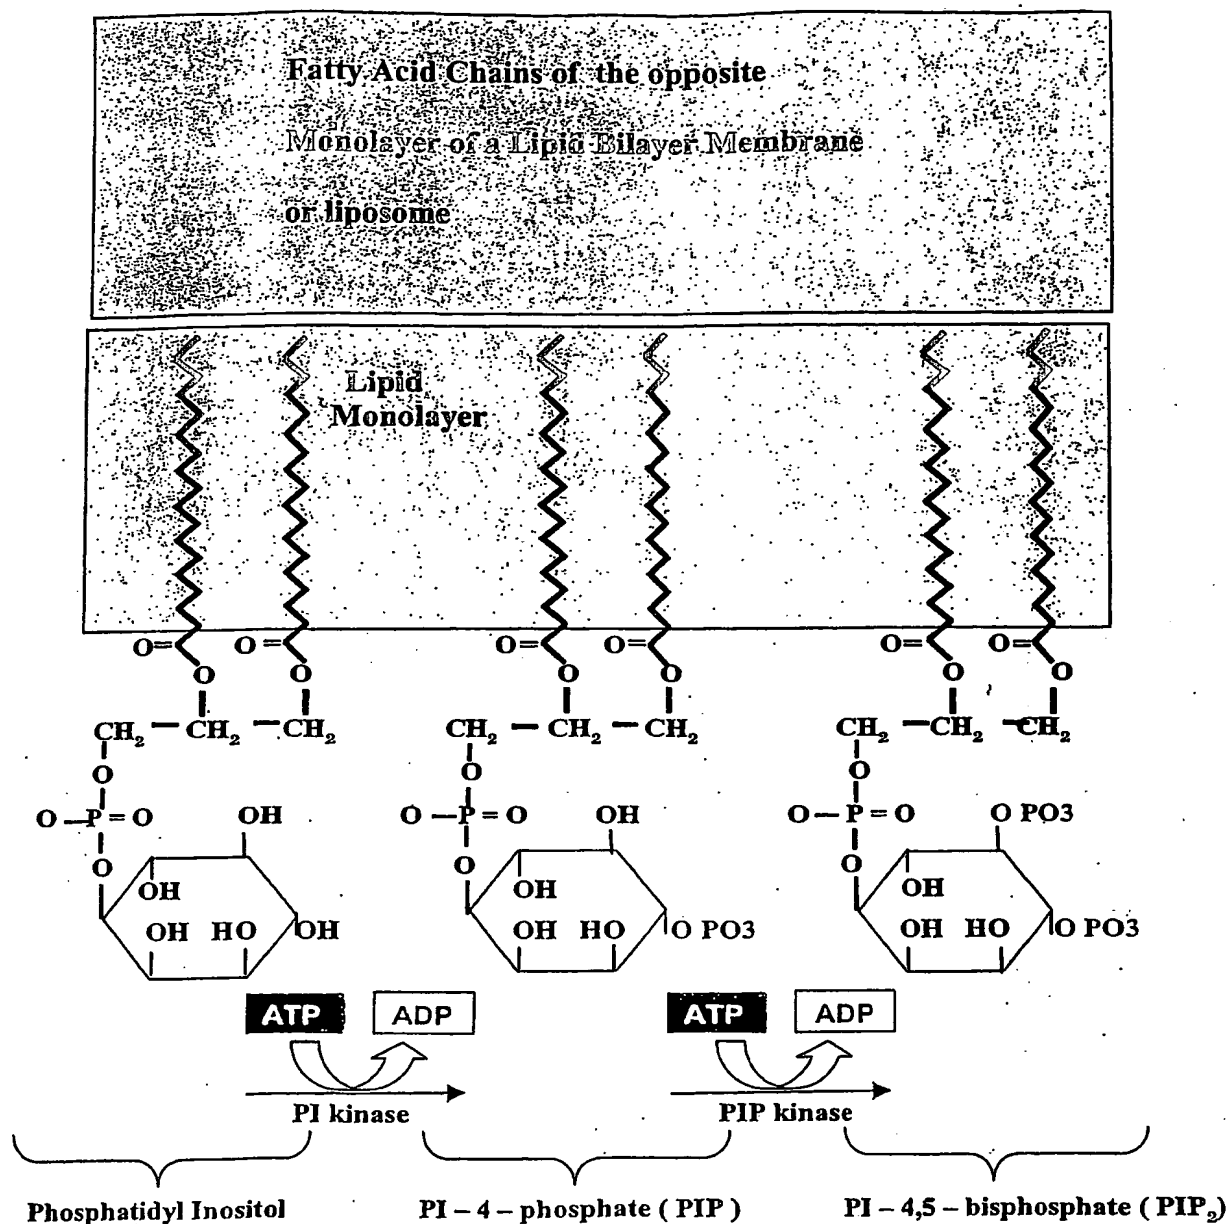 Fatty Acid Chains of the opposite
Monolayer of a Lipid Bilayer Membrane
or liposome
Lipid
Monolayer
O= O= O= O= O= O=
O O O O O O
CH₂ — CH₂ — CH₂ CH₂ — CH₂ — CH₂ CH₂ — CH₂ — CH₂
O O O
O — P = O OH O — P = O OH O — P = O O PO3
O O O
OH OH OH
OH HO OH OH HO O PO3 OH HO O PO3
ATP ADP ATP ADP
PI kinase PIP kinase
Phosphatidyl Inositol PI – 4 – phosphate ( PIP ) PI – 4,5 – bisphosphate ( PIP₂)